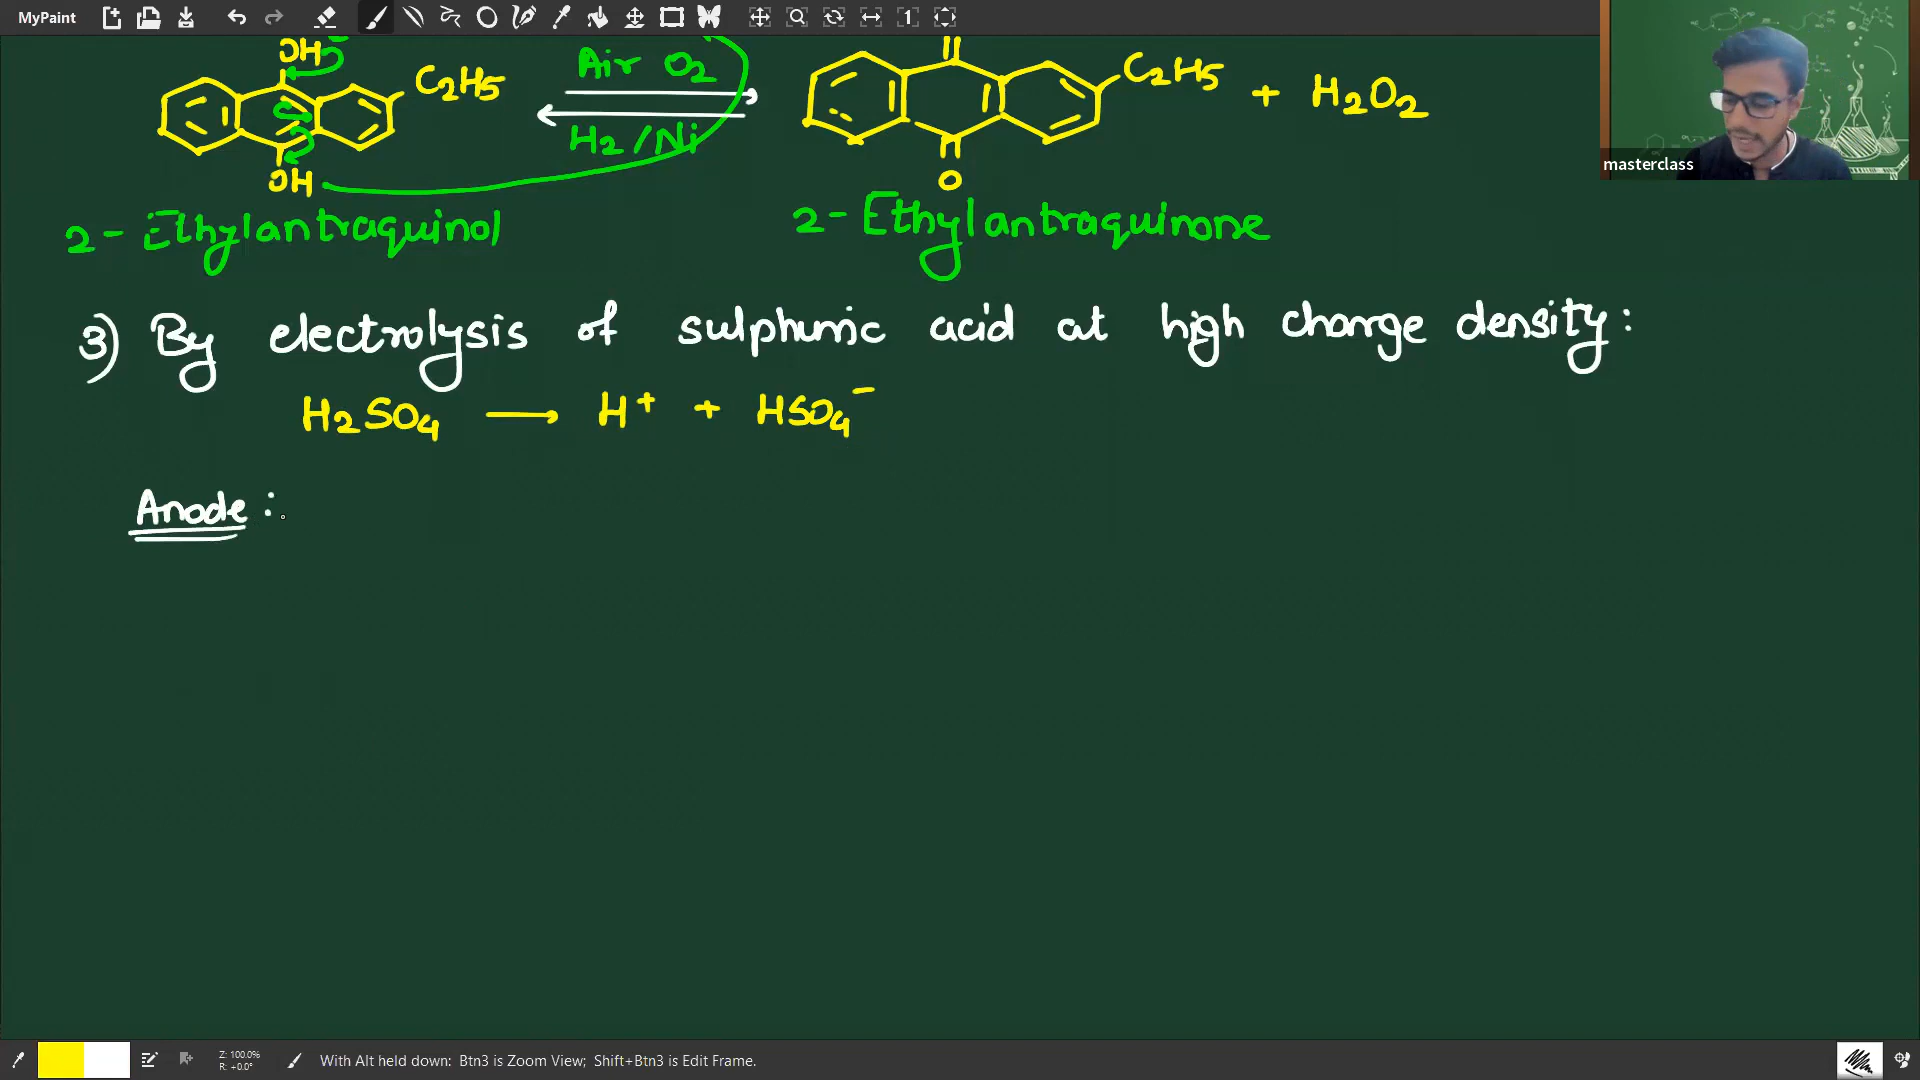 MyPaint
1
masterclass
OH
C2H5
Air O2
H2/Ni
C2H5 + H2O2
OH
O
2- Ethylantraquinol
2- Ethylantraquinone
3) By electrolysis of sulphuric acid at high charge density:
H2SO4 ⟶ H+ + HSO4-
Anode :
Z: 100.0%
R: +0.0°
With Alt held down: Btn3 is Zoom View; Shift+Btn3 is Edit Frame.